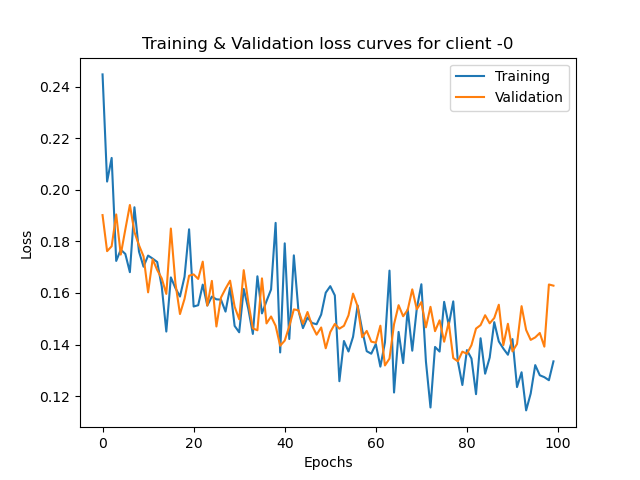 Training & Validation loss curves for client -0
Training
Validation
Loss
0.24
0.22
0.20
0.18
0.16
0.14
0.12
0
20
40
60
80
100
Epochs